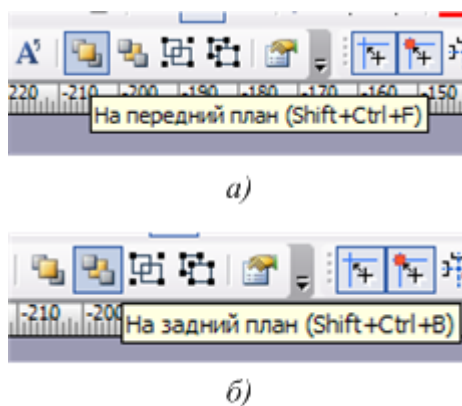 220 -210 -200 -190 -180 -170 -160 -150
На передний план (Shift+Ctrl+F)
а)
-210 -200
На задний план (Shift+Ctrl+B)
б)